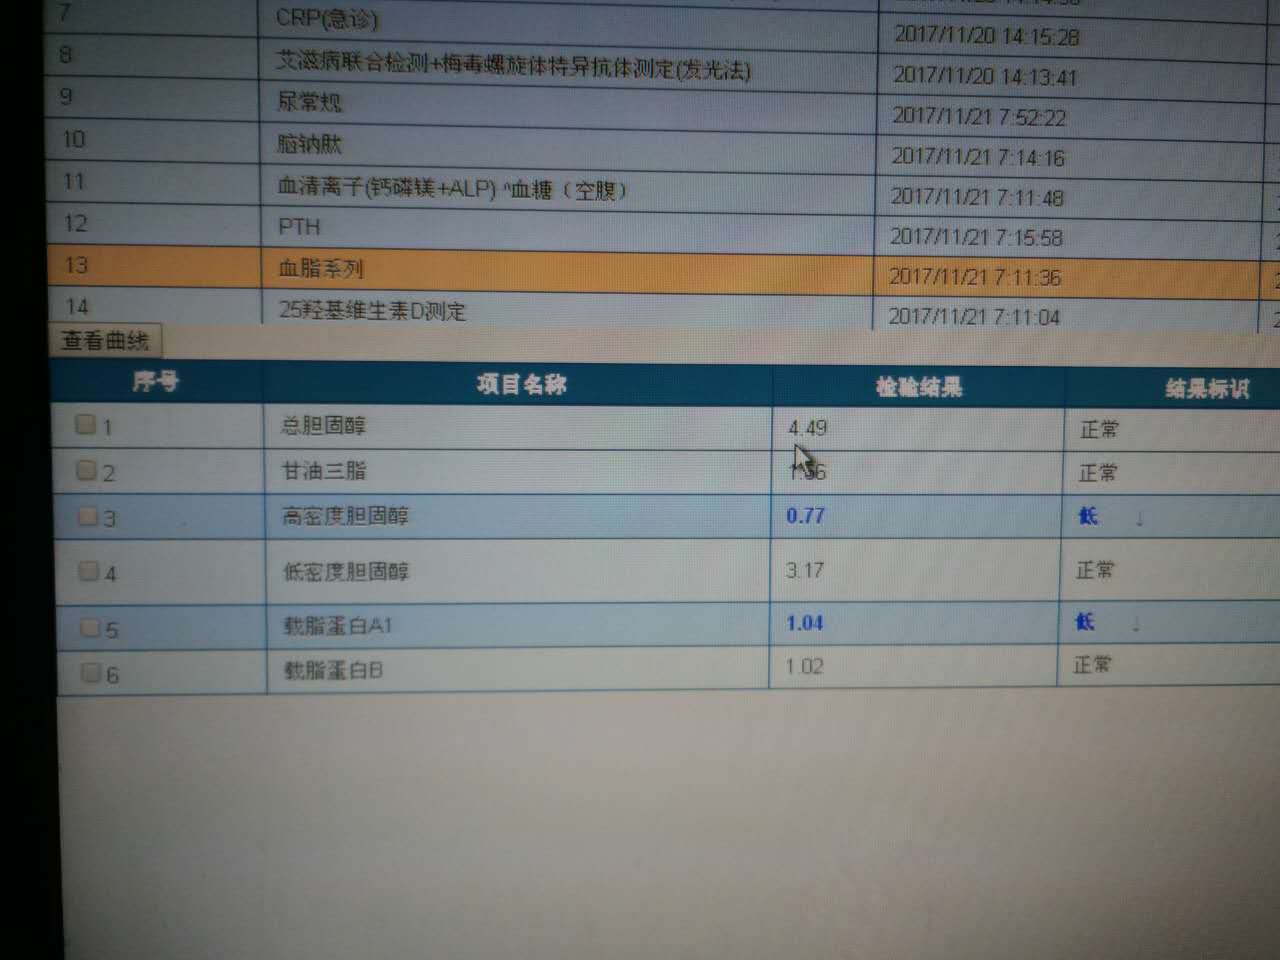 7 CRP(急诊) 2017/11/20 14:15:28
8 艾滋病联合检测+梅毒螺旋体特异抗体测定(发光法) 2017/11/20 14:13:41
9 尿常规 2017/11/21 7:52:22
10 脑钠肽 2017/11/21 7:14:16
11 血清离子(钙磷镁+ALP) ^血糖（空腹） 2017/11/21 7:11:48
12 PTH 2017/11/21 7:15:58
13 血脂系列 2017/11/21 7:11:36
14 25羟基维生素D测定 2017/11/21 7:11:04
查看曲线
序号 项目名称 检验结果 结果标识
1 总胆固醇 4.49 正常
2 甘油三脂 正常
3 高密度胆固醇 0.77 低 ↓
4 低密度胆固醇 3.17 正常
5 载脂蛋白A1 1.04 低 ↓
6 载脂蛋白B 1.02 正常